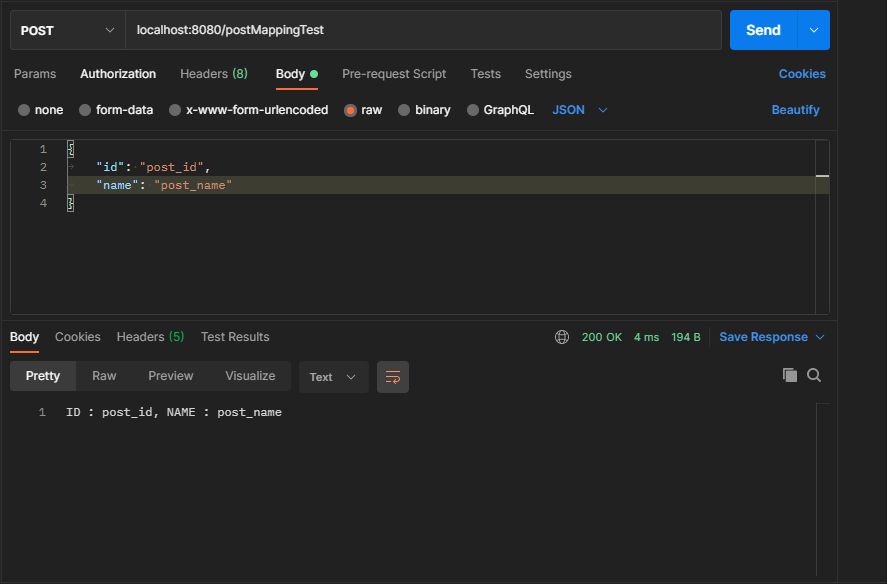 POST localhost:8080/postMappingTest Send
Params Authorization Headers (8) Body Pre-request Script Tests Settings Cookies
none form-data x-www-form-urlencoded raw binary GraphQL JSON Beautify
1 {
2 "id": "post_id",
3 "name": "post_name"
4 }
Body Cookies Headers (5) Test Results 200 OK 4 ms 194 B Save Response
Pretty Raw Preview Visualize Text
1 ID : post_id, NAME : post_name